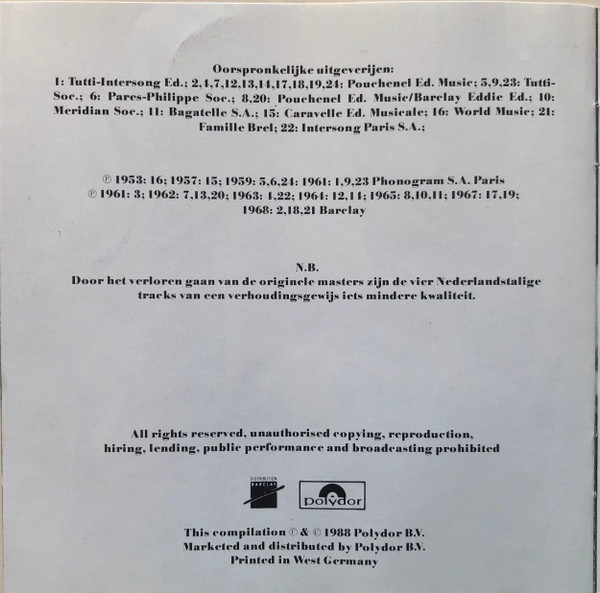 Oorspronkelijke uitgeverijen:
1: Tutti-Intersong Ed.; 2,4,7,12,13,14,17,18,19,24: Pouchenel Ed. Music; 5,9,23: Tutti-
Soc.; 6: Pares-Philippe Soc.; 8,20: Pouchenel Ed. Music/Barclay Eddie Ed.; 10:
Meridian Soc.; 11: Bagatelle S.A.; 15: Caravelle Ed. Musicale; 16: World Music; 21:
Famille Brel; 22: Intersong Paris S.A.;
℗ 1953: 16; 1957: 15; 1959: 5,6,24: 1961: 1,9,23 Phonogram S.A. Paris
℗ 1961: 3; 1962: 7,13,20; 1963: 4,22; 1964: 12,14; 1965: 8,10,11; 1967: 17,19;
1968: 2,18,21 Barclay
N.B.
Door het verloren gaan van de originele masters zijn de vier Nederlandstalige
tracks van een verhoudingsgewijs iets mindere kwaliteit.
All rights reserved, unauthorised copying, reproduction,
hiring, lending, public performance and broadcasting prohibited
BARCLAY
polydor
This compilation ℗ & © 1988 Polydor B.V.
Marketed and distributed by Polydor B.V.
Printed in West Germany